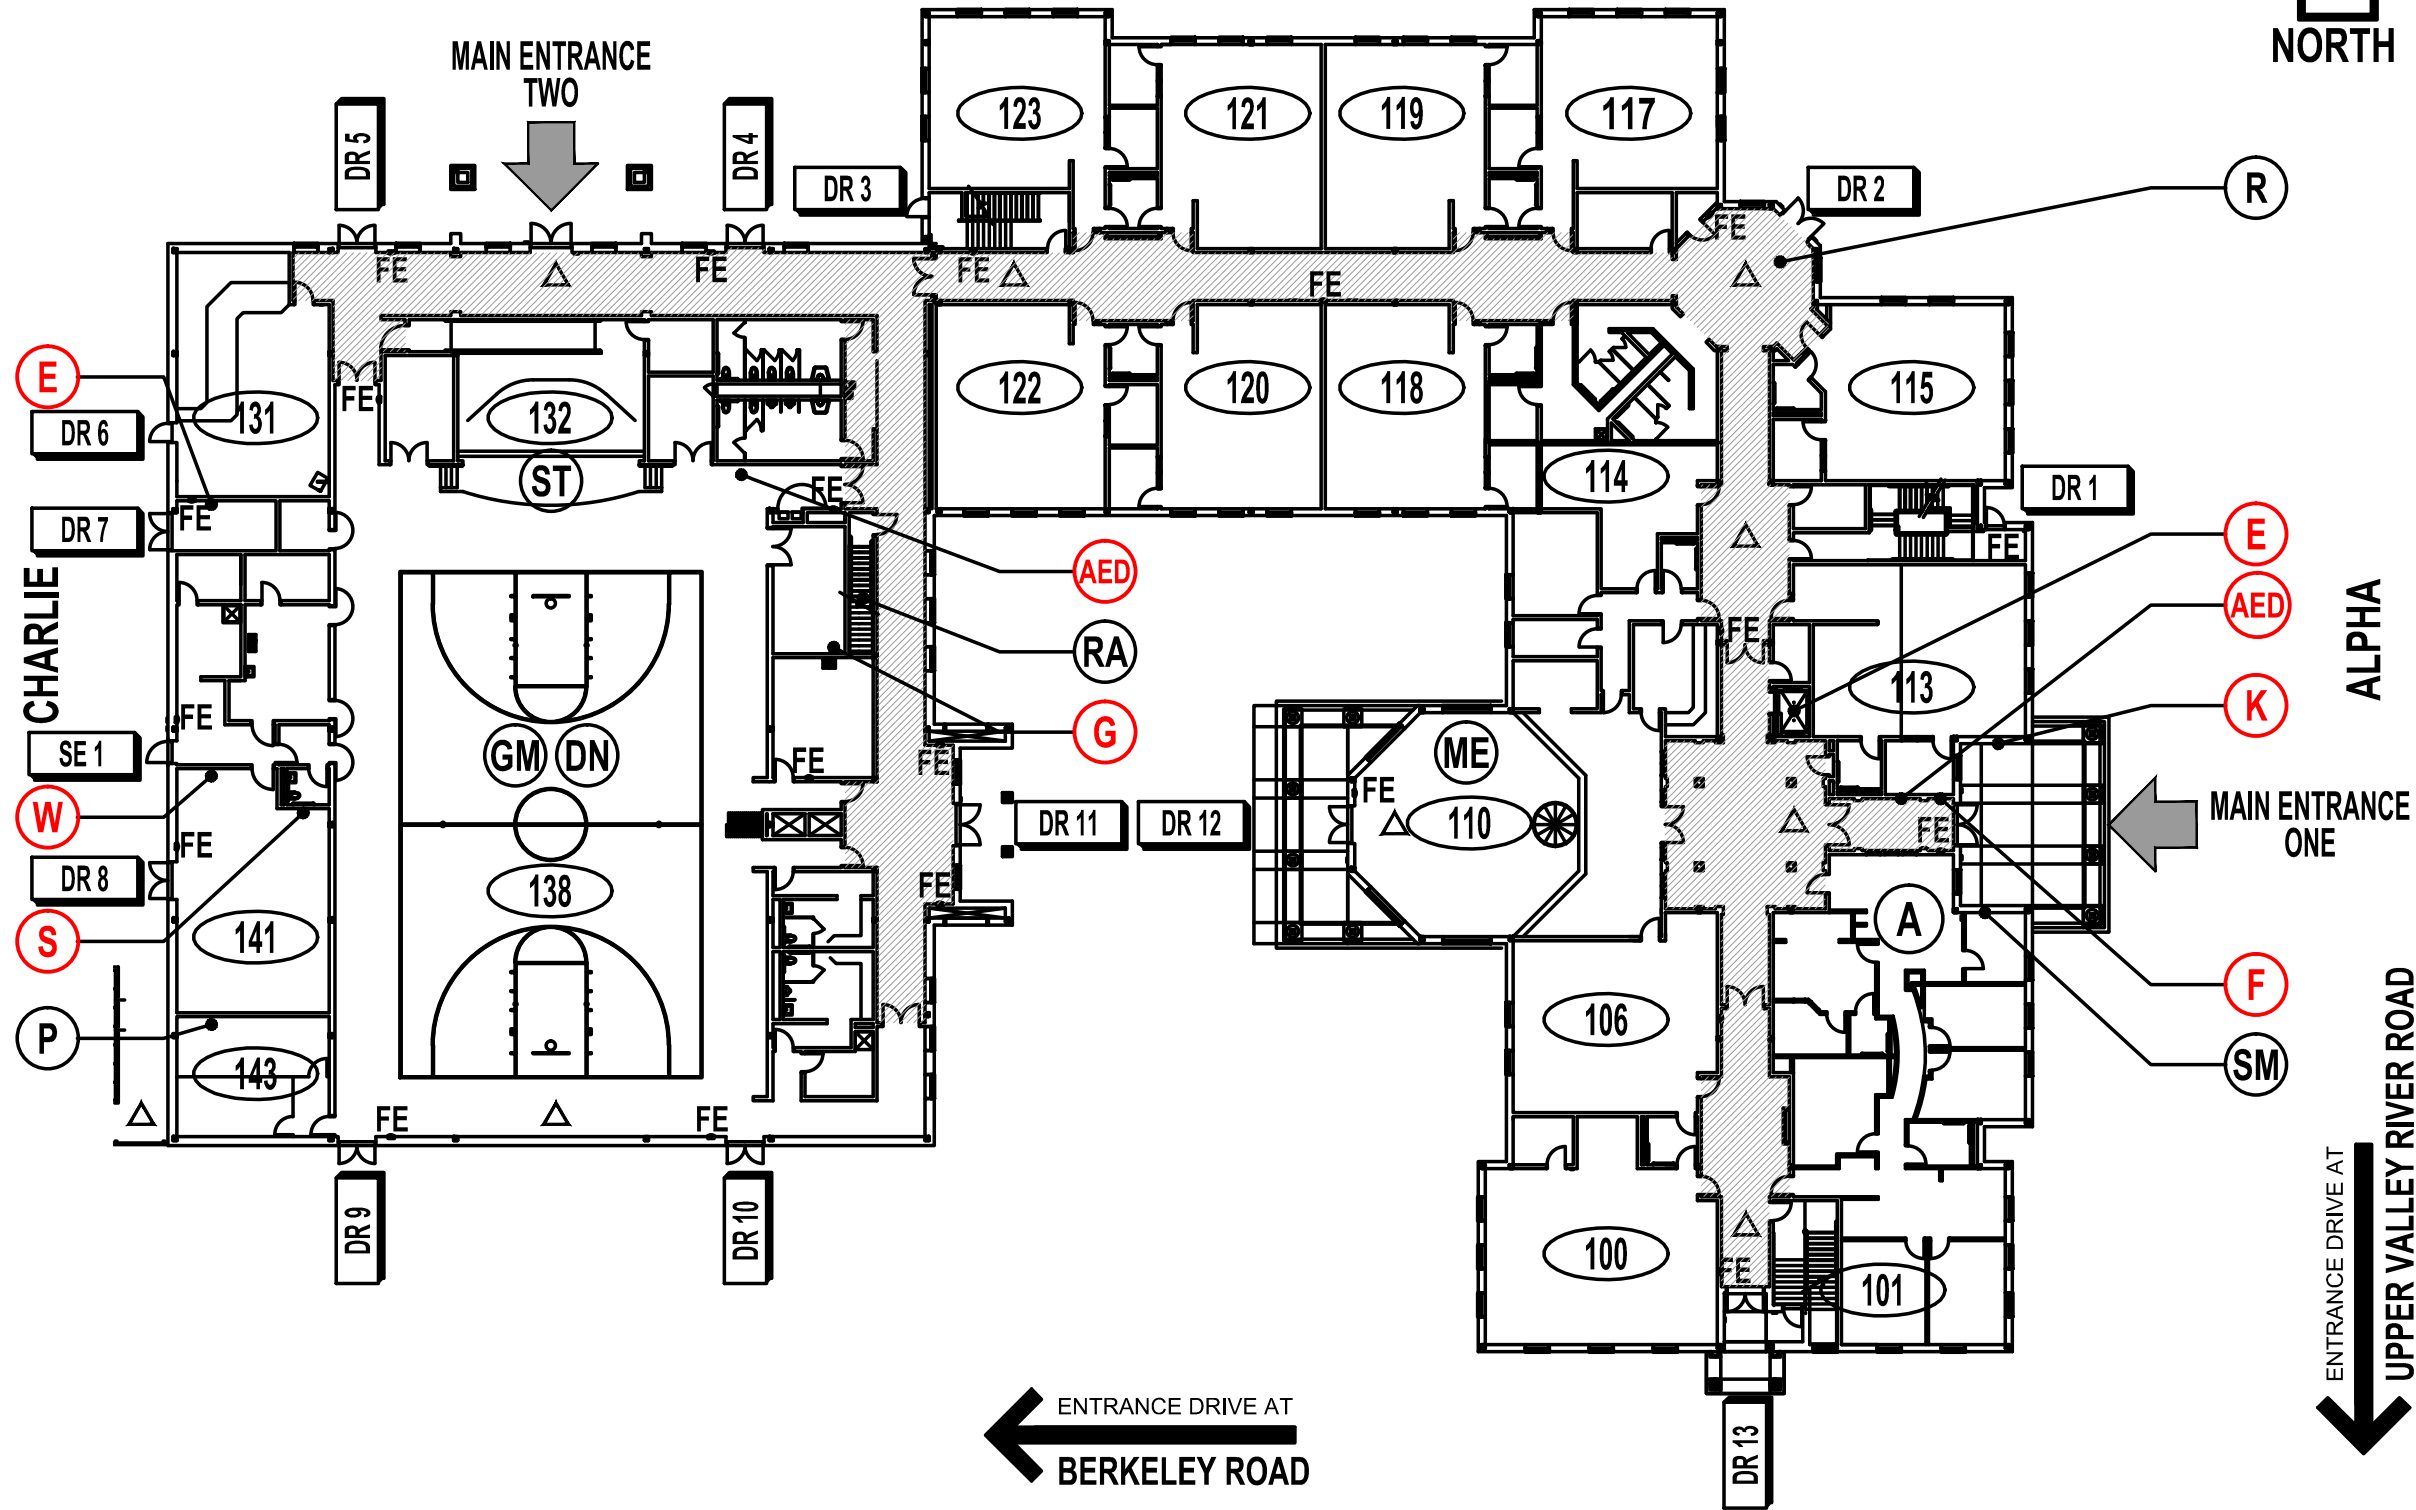 NORTH
MAIN ENTRANCE
TWO
DR 5
DR 4
DR 3
123
121
119
117
DR 2
R
FE
FE
FE
FE
FE
FE
E
DR 6
131
FE
132
ST
122
120
118
115
114
DR 1
DR 7
FE
FE
FE
E
CHARLIE
AED
RA
G
FE
AED
ALPHA
K
113
FE
SE 1
W
GM
DN
FE
FE
ME
FE
110
DR 11
DR 12
FE
MAIN ENTRANCE
ONE
FE
DR 8
138
FE
A
S
141
P
106
F
SM
143
FE
FE
DR 9
DR 10
100
FE
101
ENTRANCE DRIVE AT
UPPER VALLEY RIVER ROAD
ENTRANCE DRIVE AT
BERKELEY ROAD
DR 13